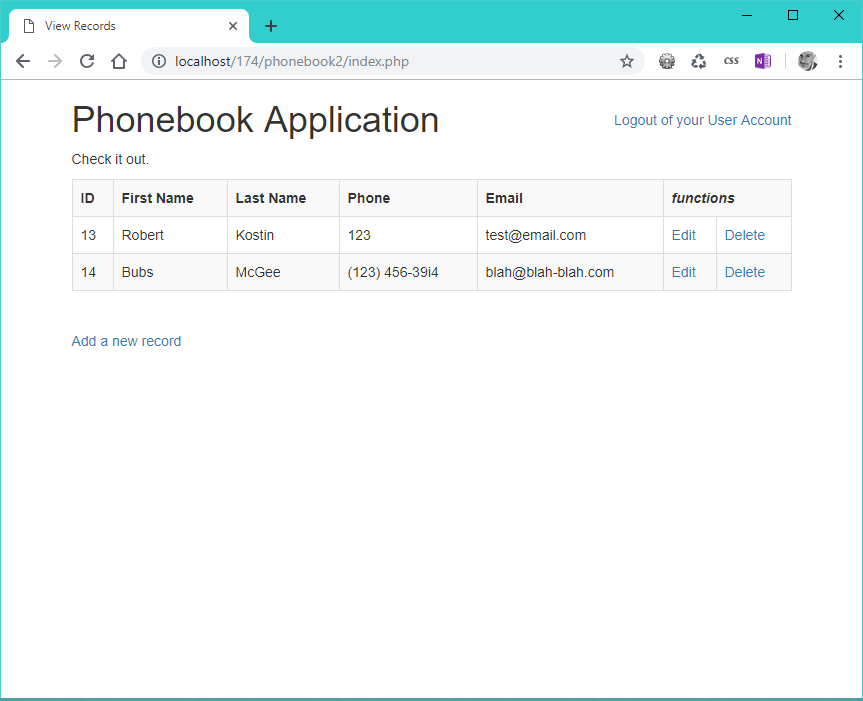 View Records
localhost/174/phonebook2/index.php
CSS
N
Phonebook Application
Logout of your User Account
Check it out.
ID First Name Last Name Phone Email functions
13 Robert Kostin 123 test@email.com Edit Delete
14 Bubs McGee (123) 456-39i4 blah@blah-blah.com Edit Delete
Add a new record